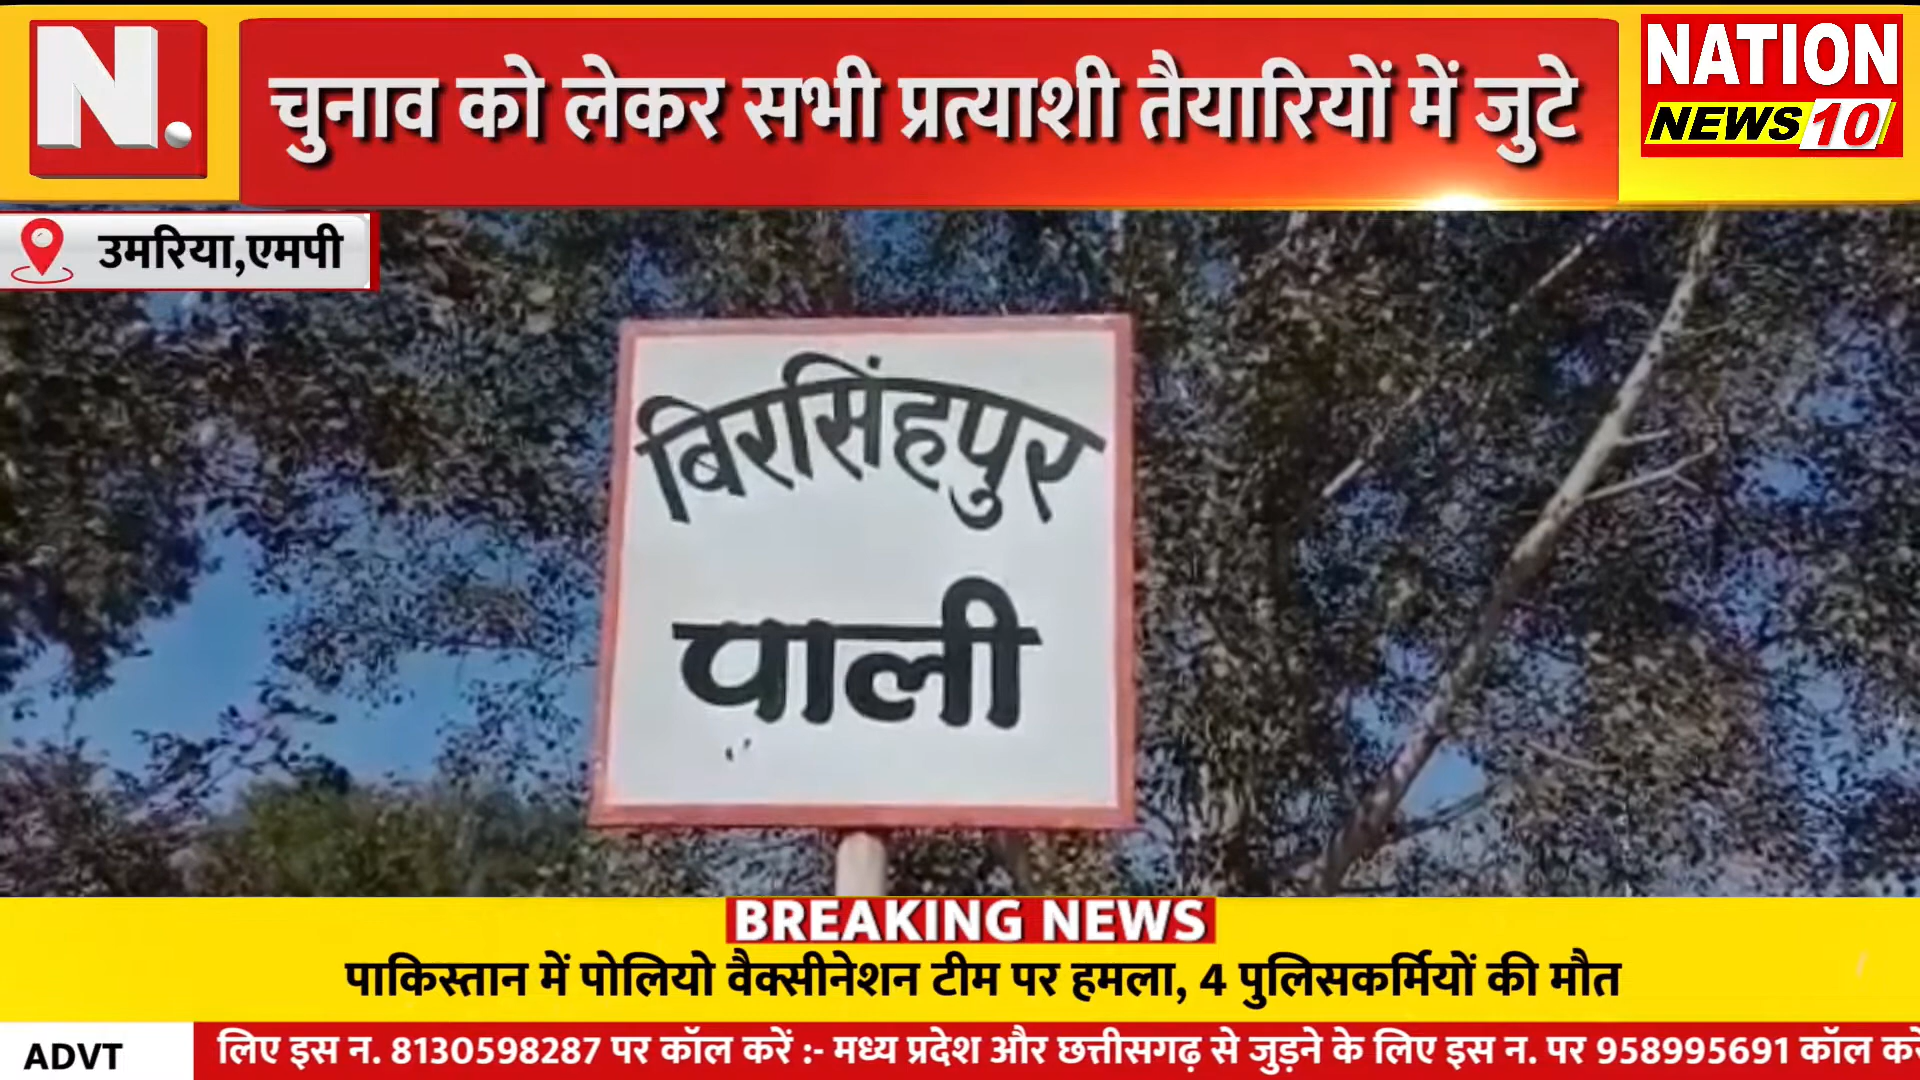 N.
चुनाव को लेकर सभी प्रत्याशी तैयारियों में जुटे
NATION
NEWS 10
उमरिया,एमपी
बिरसिंहपुर
पाली
BREAKING NEWS
पाकिस्तान में पोलियो वैक्सीनेशन टीम पर हमला, 4 पुलिसकर्मियों की मौत
ADVT
लिए इस न. 8130598287 पर कॉल करें :- मध्य प्रदेश और छत्तीसगढ़ से जुड़ने के लिए इस न. पर 958995691 कॉल करें